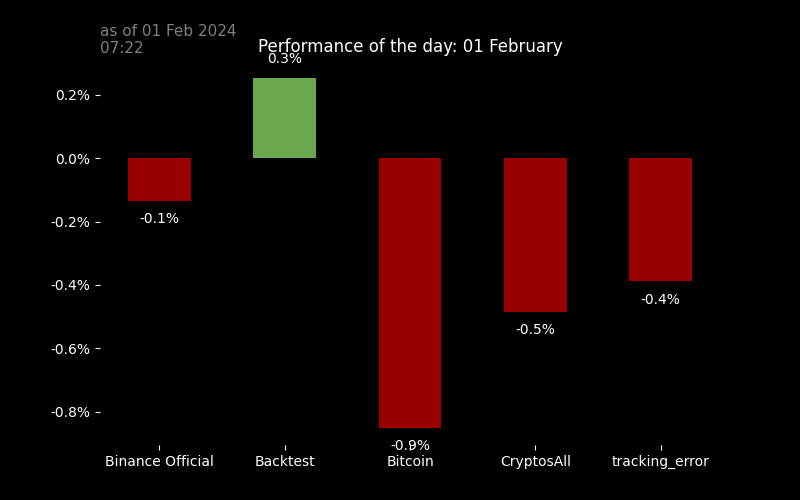 as of 01 Feb 2024
07:22
Performance of the day: 01 February
0.3%
0.2%
0.0%
-0.2%
-0.4%
-0.6%
-0.8%
-0.1%
-0.9%
-0.5%
-0.4%
Binance Official
Backtest
Bitcoin
CryptosAll
tracking_error